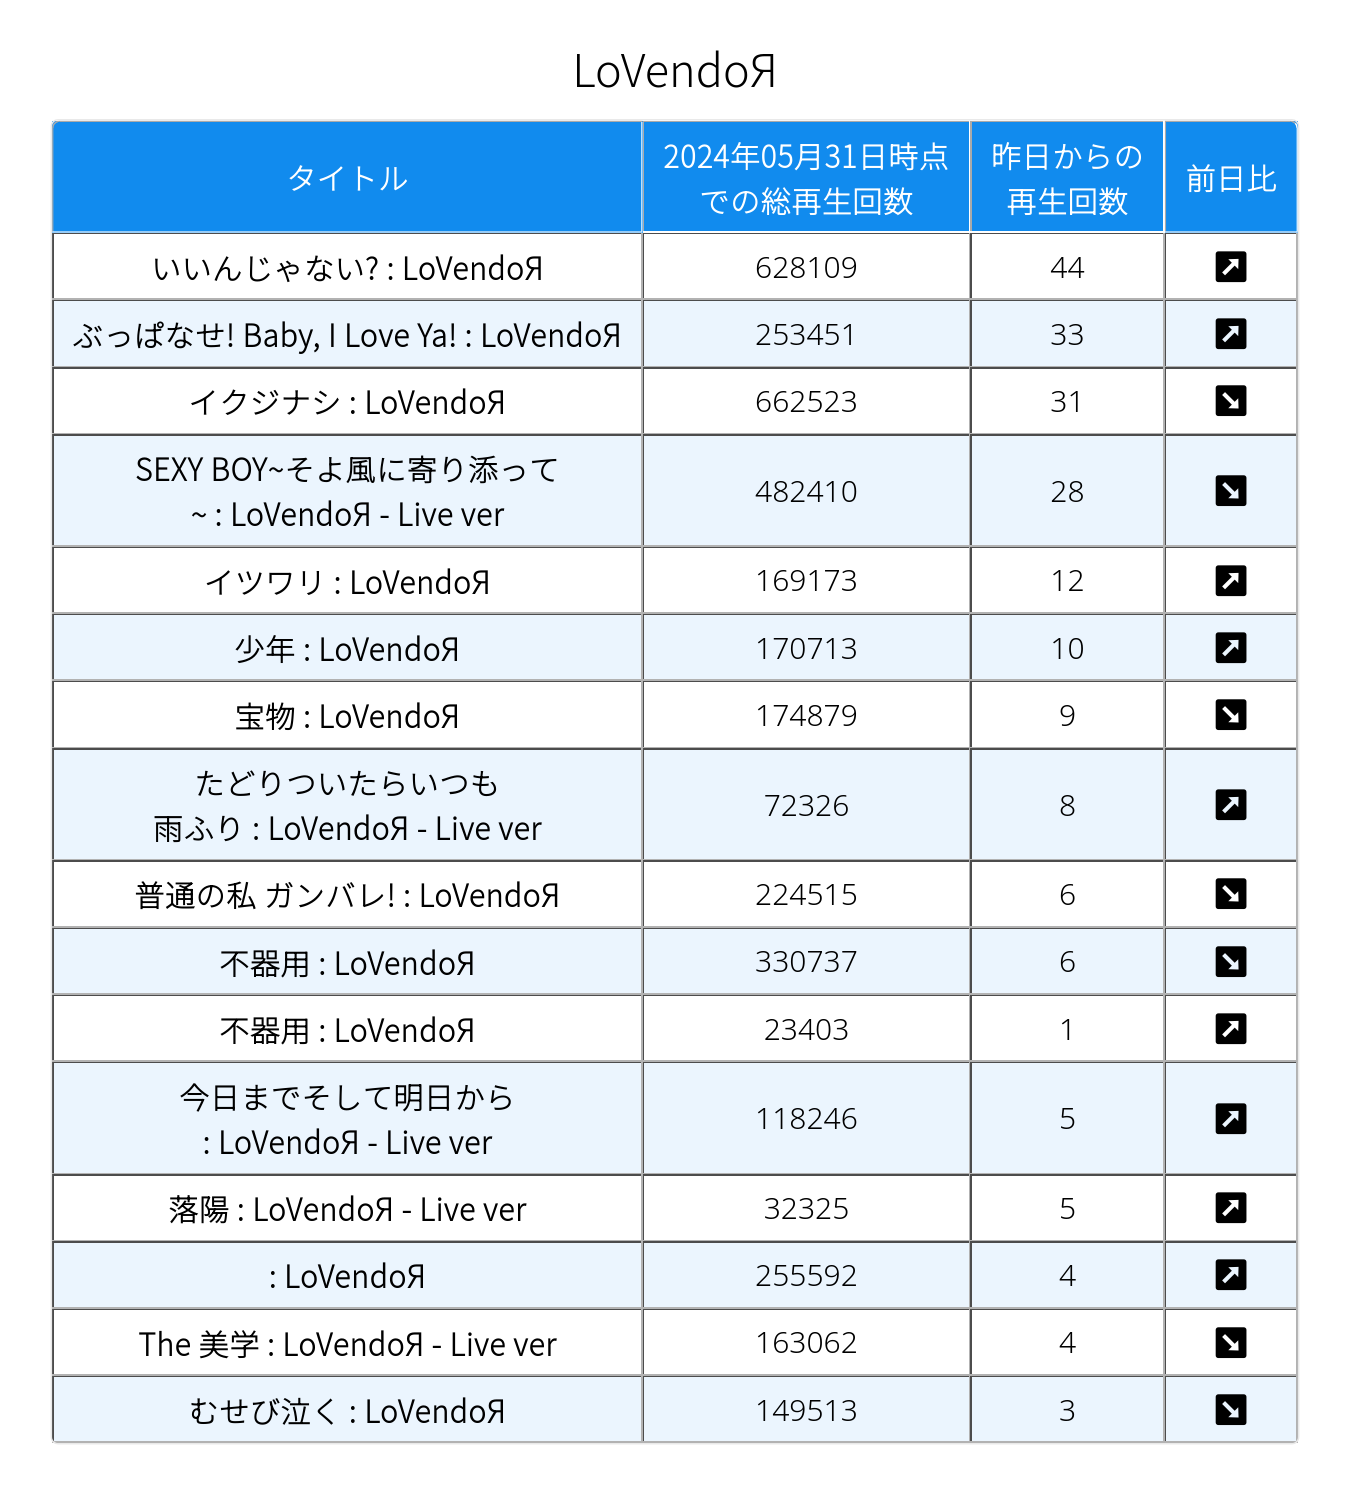 LoVendoЯ
タイトル
2024年05月31日時点
での総再生回数
昨日からの
再生回数
前日比
いいんじゃない? : LoVendoЯ
628109
44
ぶっぱなせ! Baby, I Love Ya! : LoVendoЯ
253451
33
イクジナシ : LoVendoЯ
662523
31
SEXY BOY~そよ風に寄り添って
~ : LoVendoЯ - Live ver
482410
28
イツワリ : LoVendoЯ
169173
12
少年 : LoVendoЯ
170713
10
宝物 : LoVendoЯ
174879
9
たどりついたらいつも
雨ふり : LoVendoЯ - Live ver
72326
8
普通の私 ガンバレ! : LoVendoЯ
224515
6
不器用 : LoVendoЯ
330737
6
不器用 : LoVendoЯ
23403
1
今日までそして明日から
: LoVendoЯ - Live ver
118246
5
落陽 : LoVendoЯ - Live ver
32325
5
: LoVendoЯ
255592
4
The 美学 : LoVendoЯ - Live ver
163062
4
むせび泣く : LoVendoЯ
149513
3